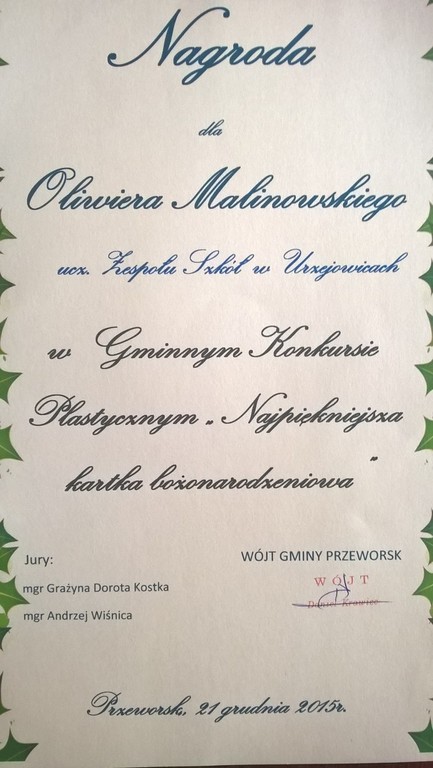 Nagroda
dla
Oliwiera Malinowskiego
ucz. Zespołu Szkół w Urzejowicach
w Gminnym Konkursie
Plastycznym „Najpiękniejsza
kartka bożonarodzeniowa”
Jury:
WÓJT GMINY PRZEWORSK
mgr Grażyna Dorota Kostka
WÓJT
Daniel Krawiec
mgr Andrzej Wiśnica
Przeworsk, 21 grudnia 2015r.